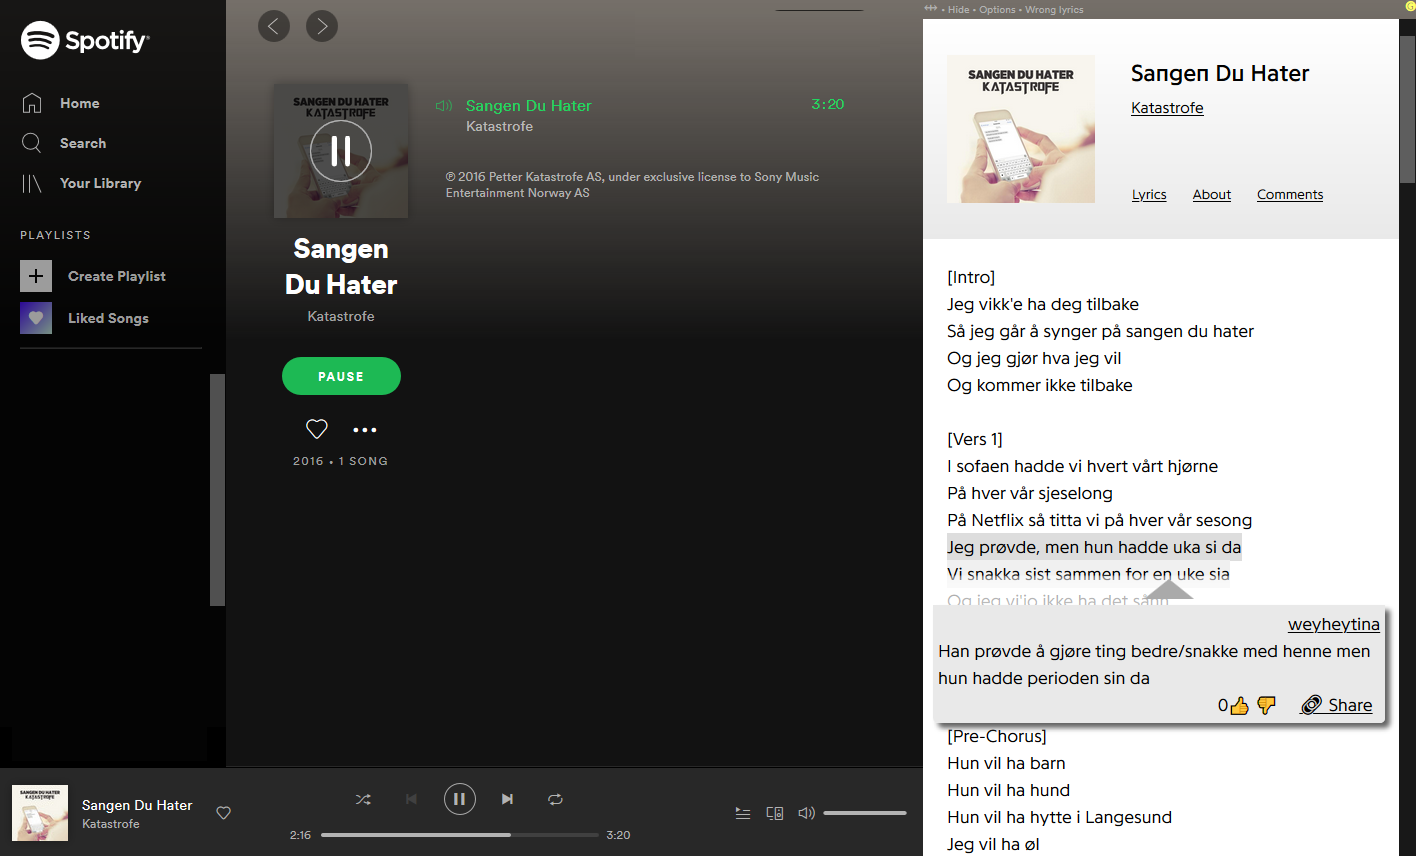 Spotify
Home
Search
Your Library
PLAYLISTS
Create Playlist
Liked Songs
SANGEN DU HATER
KATASTROFE
Sangen
Du Hater
Katastrofe
PAUSE
2016 • 1 SONG
Sangen Du Hater
3:20
Katastrofe
℗ 2016 Petter Katastrofe AS, under exclusive license to Sony Music
Entertainment Norway AS
• Hide • Options • Wrong lyrics
G
SANGEN DU HATER
KATASTROFE
Sangen Du Hater
Katastrofe
Lyrics
About
Comments
[Intro]
Jeg vikk'e ha deg tilbake
Så jeg går å synger på sangen du hater
Og jeg gjør hva jeg vil
Og kommer ikke tilbake
[Vers 1]
I sofaen hadde vi hvert vårt hjørne
På hver vår sjeselong
På Netflix så titta vi på hver vår sesong
Jeg prøvde, men hun hadde uka si da
Vi snakka sist sammen for en uke sia
Og jeg vi'jo ikke ha det sånn
weyheytina
Han prøvde å gjøre ting bedre/snakke med henne men
hun hadde perioden sin da
0
Share
[Pre-Chorus]
Hun vil ha barn
Hun vil ha hund
Hun vil ha hytte i Langesund
Jeg vil ha øl
SANGEN DU HATER
KATASTROFE
Sangen Du Hater
Katastrofe
2:16
3:20